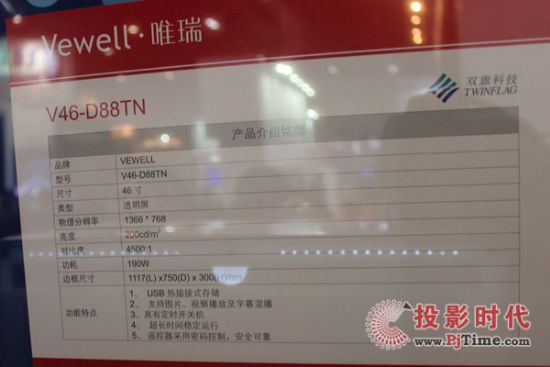 Vewell·唯瑞
V46-D88TN
双旗科技
TWINFLAG
产品介绍铭牌
品牌 VEWELL
型号 V46-D88TN
尺寸 46 寸
类型 透明屏
物理分辨率 1366 * 768
亮度 200cd/m²
对比度 4500:1
功耗 190W
边框尺寸 1117(L) x750(D) x300(H)mm
功能特点
1、 USB 热插拔式存储
2、 支持图片、视频播放及字幕混播
3、 具有定时开关机
4、 超长时间稳定运行
5、 遥控器采用密码控制，安全可靠
投影时代
www.PjTime.com